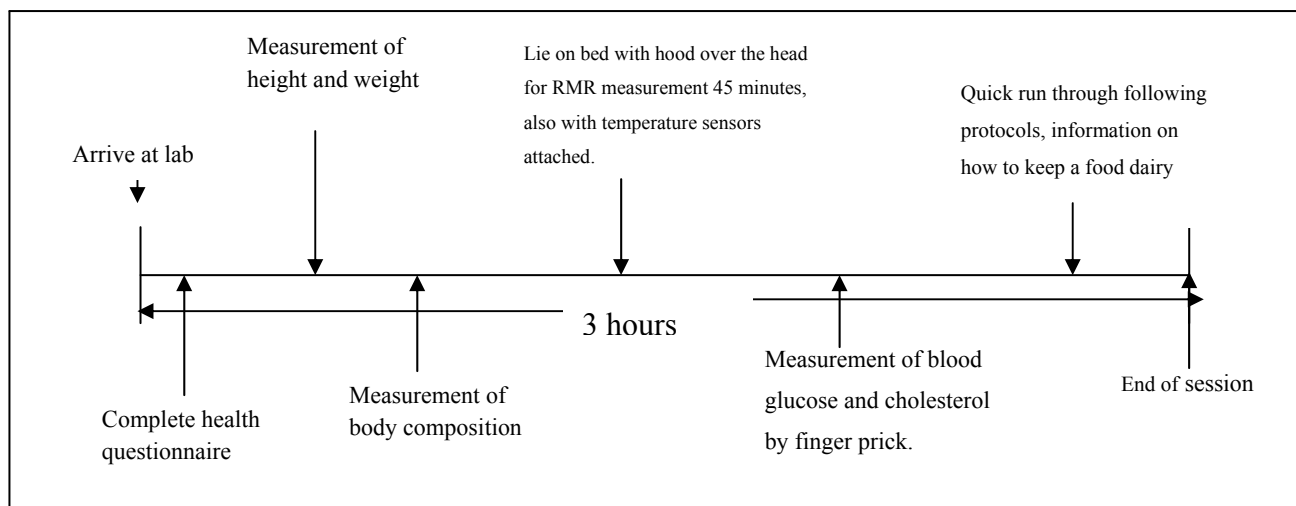 Measurement of
height and weight
Lie on bed with hood over the head
for RMR measurement 45 minutes,
also with temperature sensors
attached.
Quick run through following
protocols, information on
how to keep a food dairy
Arrive at lab
3 hours
Complete health
questionnaire
Measurement of
body composition
Measurement of blood
glucose and cholesterol
by finger prick.
End of session